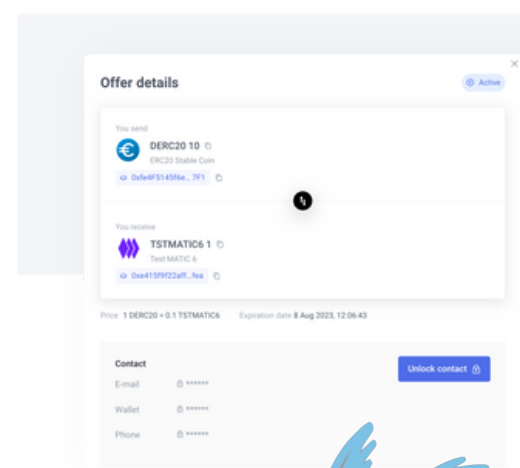 Offer details
Active
You send
DERC20 10
ERC20 Stable Coin
0xfe4F5145f6e... 7F1
You receive
TSTMATIC6 1
Test MATIC 6
0xe415f9f22aff...fea
Price 1 DERC20 = 0.1 TSTMATIC6 Expiration date 8 Aug 2023, 12:06:43
Contact
Unlock contact
E-mail ******
Wallet ******
Phone ******